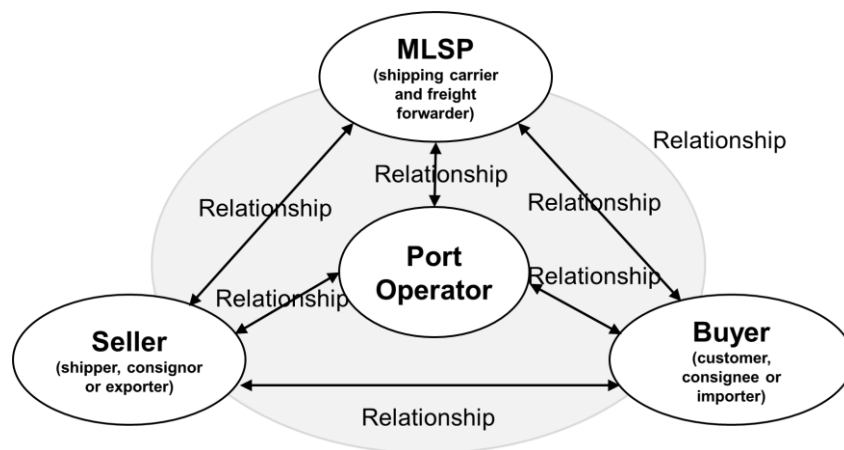 MLSP
(shipping carrier
and freight
forwarder)
Relationship
Relationship
Relationship
Relationship
Port
Operator
Relationship
Relationship
Seller
(shipper, consignor
or exporter)
Buyer
(customer,
consignee or
importer)
Relationship